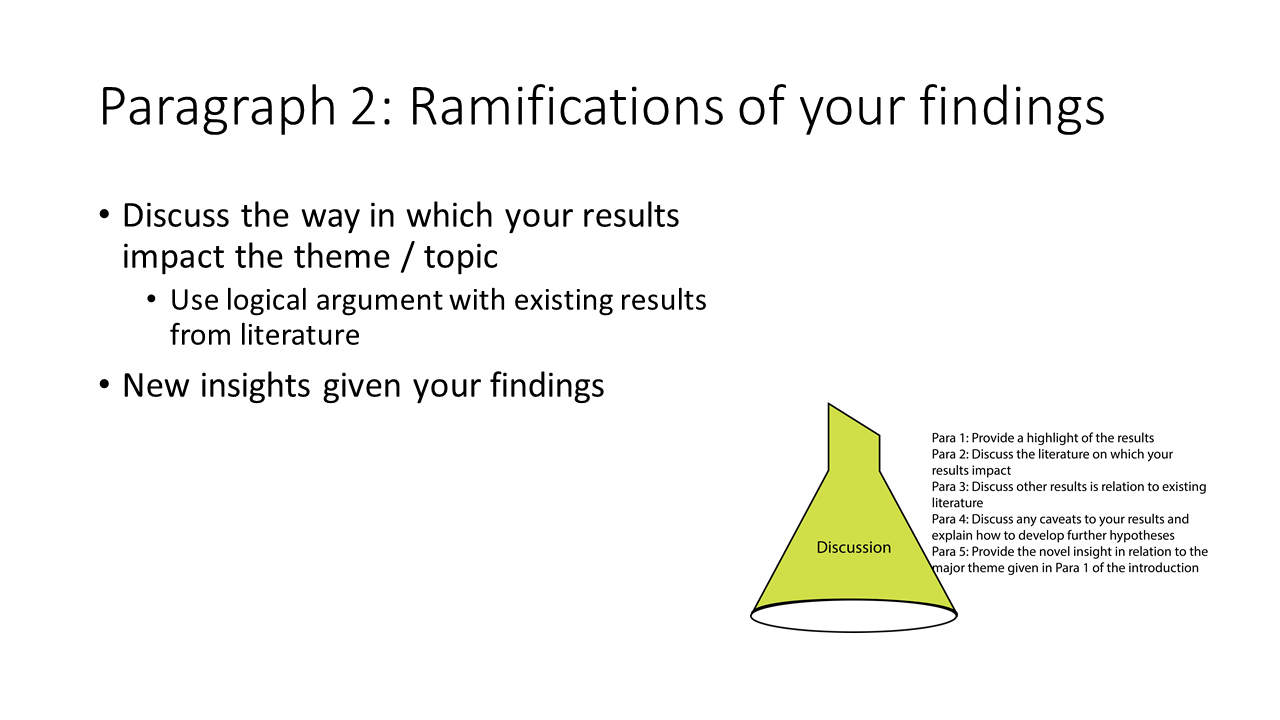 Paragraph 2: Ramifications of your findings
• Discuss the way in which your results
impact the theme / topic
• Use logical argument with existing results
from literature
• New insights given your findings
Discussion
Para 1: Provide a highlight of the results
Para 2: Discuss the literature on which your
results impact
Para 3: Discuss other results is relation to existing
literature
Para 4: Discuss any caveats to your results and
explain how to develop further hypotheses
Para 5: Provide the novel insight in relation to the
major theme given in Para 1 of the introduction